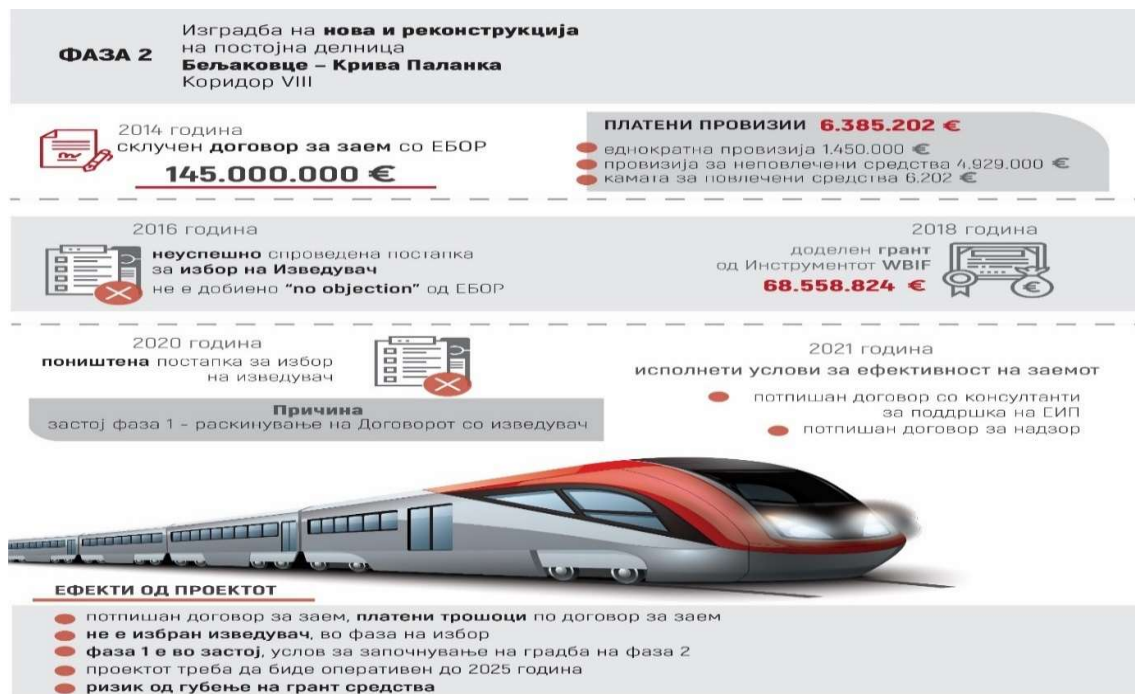 ФАЗА 2
Изградба на нова и реконструкција
на постојна делница
Бељаковце – Крива Паланка
Коридор VIII
2014 година
склучен договор за заем со ЕБОР
145.000.000 €
ПЛАТЕНИ ПРОВИЗИИ 6.385.202 €
еднократна провизија 1.450.000 €
провизија за неповлечени средства 4.929.000 €
камата за повлечени средства 6.202 €
2016 година
неуспешно спроведена постапка
за избор на Изведувач
не е добиено "no objection" од ЕБОР
2018 година
доделен грант
од Инструментот WBIF
68.558.824 €
2020 година
поништена постапка за избор
на изведувач
Причина
застој фаза 1 - раскинување на Договорот со изведувач
2021 година
исполнети услови за ефективност на заемот
потпишан договор со консултанти
за поддршка на ЕИП
потпишан договор за надзор
ЕФЕКТИ ОД ПРОЕКТОТ
потпишан договор за заем, платени трошоци по договор за заем
не е избран изведувач, во фаза на избор
фаза 1 е во застој, услов за започнување на градба на фаза 2
проектот треба да биде оперативен до 2025 година
ризик од губење на грант средства